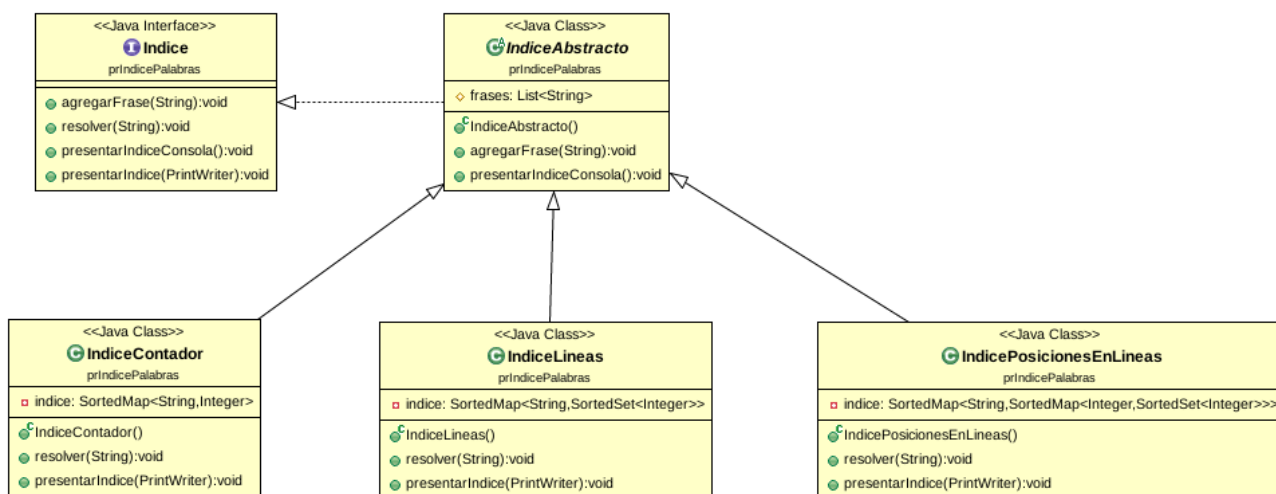 <<Java Interface>>
Indice
prIndicePalabras
agregarFrase(String):void
resolver(String):void
presentarIndiceConsola():void
presentarIndice(PrintWriter):void
<<Java Class>>
IndiceAbstracto
prIndicePalabras
frases: List<String>
IndiceAbstracto()
agregarFrase(String):void
presentarIndiceConsola():void
<<Java Class>>
IndiceContador
prIndicePalabras
indice: SortedMap<String,Integer>
IndiceContador()
resolver(String):void
presentarIndice(PrintWriter):void
<<Java Class>>
IndiceLineas
prIndicePalabras
indice: SortedMap<String,SortedSet<Integer>>
IndiceLineas()
resolver(String):void
presentarIndice(PrintWriter):void
<<Java Class>>
IndicePosicionesEnLineas
prIndicePalabras
indice: SortedMap<String,SortedMap<Integer,SortedSet<Integer>>>
IndicePosicionesEnLineas()
resolver(String):void
presentarIndice(PrintWriter):void